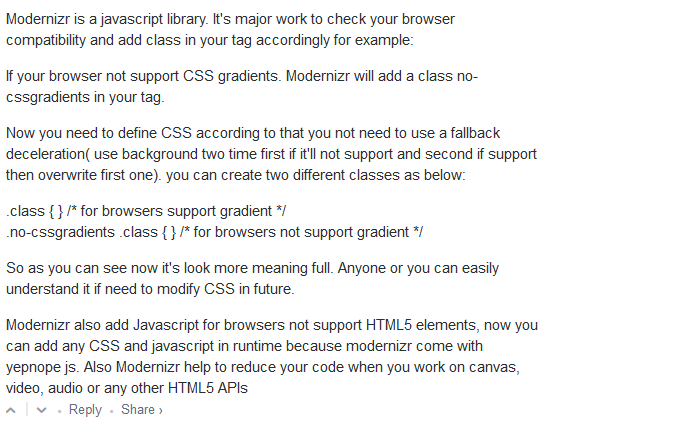 Modernizr is a javascript library. It's major work to check your browser
compatibility and add class in your tag accordingly for example:
If your browser not support CSS gradients. Modernizr will add a class no-
cssgradients in your tag.
Now you need to define CSS according to that you not need to use a fallback
deceleration( use background two time first if it'll not support and second if support
then overwrite first one). you can create two different classes as below:
.class { } /* for browsers support gradient */
.no-cssgradients .class { } /* for browsers not support gradient */
So as you can see now it's look more meaning full. Anyone or you can easily
understand it if need to modify CSS in future.
Modernizr also add Javascript for browsers not support HTML5 elements, now you
can add any CSS and javascript in runtime because modernizr come with
yepnope js. Also Modernizr help to reduce your code when you work on canvas,
video, audio or any other HTML5 APIs
Reply • Share ›